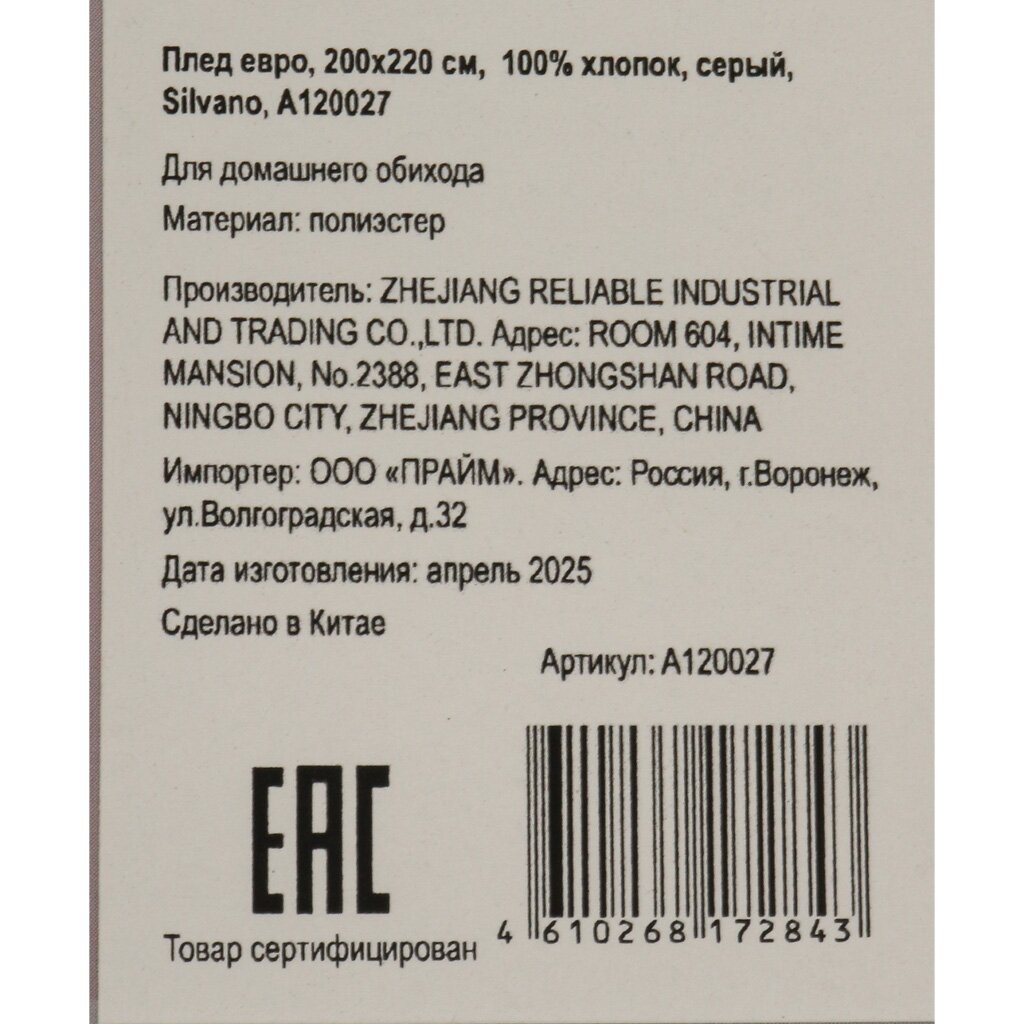 Плед евро, 200х220 см, 100% хлопок, серый,
Silvano, A120027
Для домашнего обихода
Материал: полиэстер
Производитель: ZHEJIANG RELIABLE INDUSTRIAL
AND TRADING CO.,LTD. Адрес: ROOM 604, INTIME
MANSION, No.2388, EAST ZHONGSHAN ROAD,
NINGBO CITY, ZHEJIANG PROVINCE, CHINA
Импортер: ООО «ПРАЙМ». Адрес: Россия, г.Воронеж,
ул.Волгоградская, д.32
Дата изготовления: апрель 2025
Сделано в Китае
Артикул: A120027
EAC
Товар сертифицирован
4 610268 172843